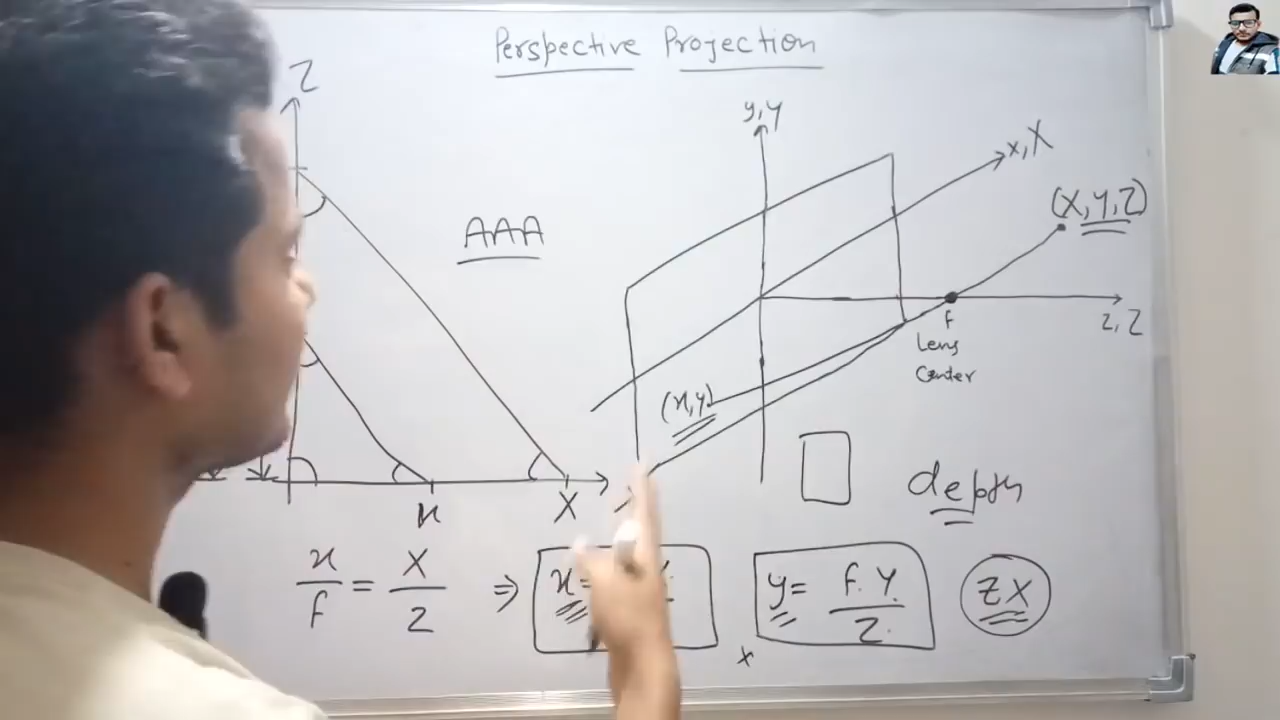 Perspective Projection
Z
y, Y
x, X
(X, Y, Z)
AAA
z, Z
f
Lens
Center
(x, y)
depth
x
X
x/f = X/Z ⇒ x=
y= f. Y. / Z.
ZX
x